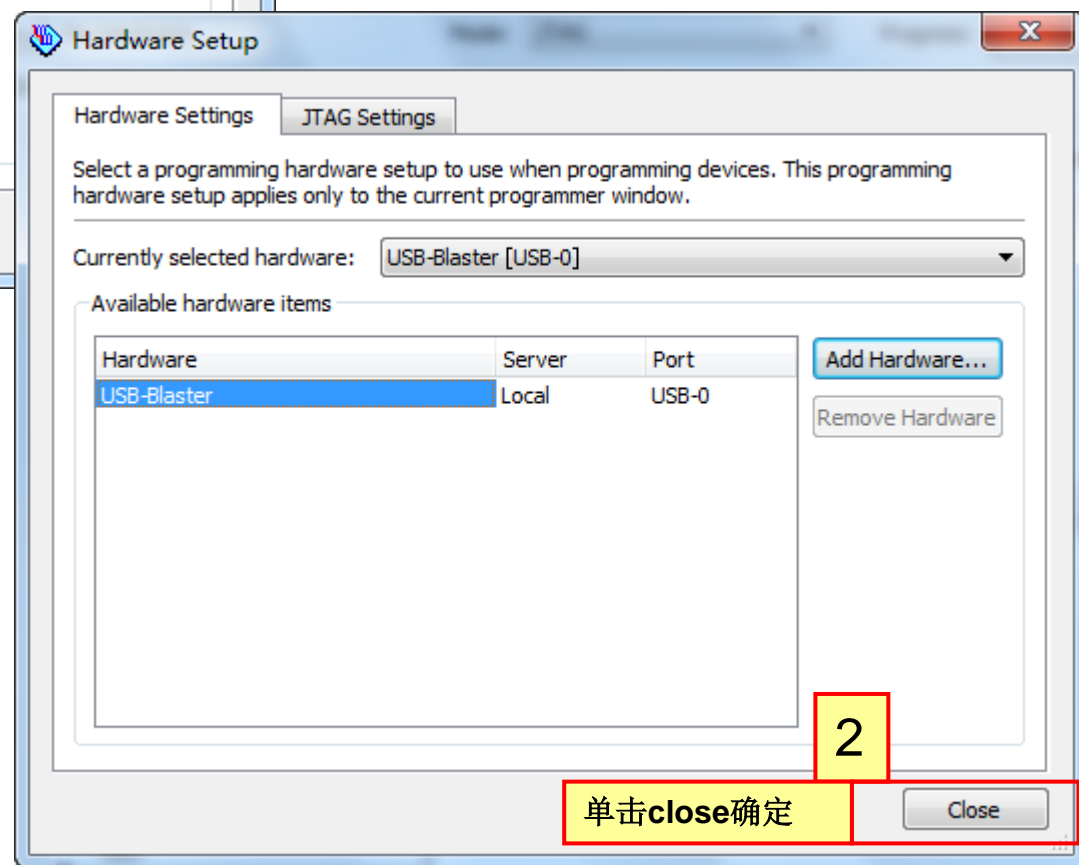 Hardware Setup
Hardware Settings
JTAG Settings
Select a programming hardware setup to use when programming devices. This programming
hardware setup applies only to the current programmer window.
Currently selected hardware: USB-Blaster [USB-0]
Available hardware items
Hardware Server Port
USB-Blaster Local USB-0
Add Hardware...
Remove Hardware
2
单击close确定
Close